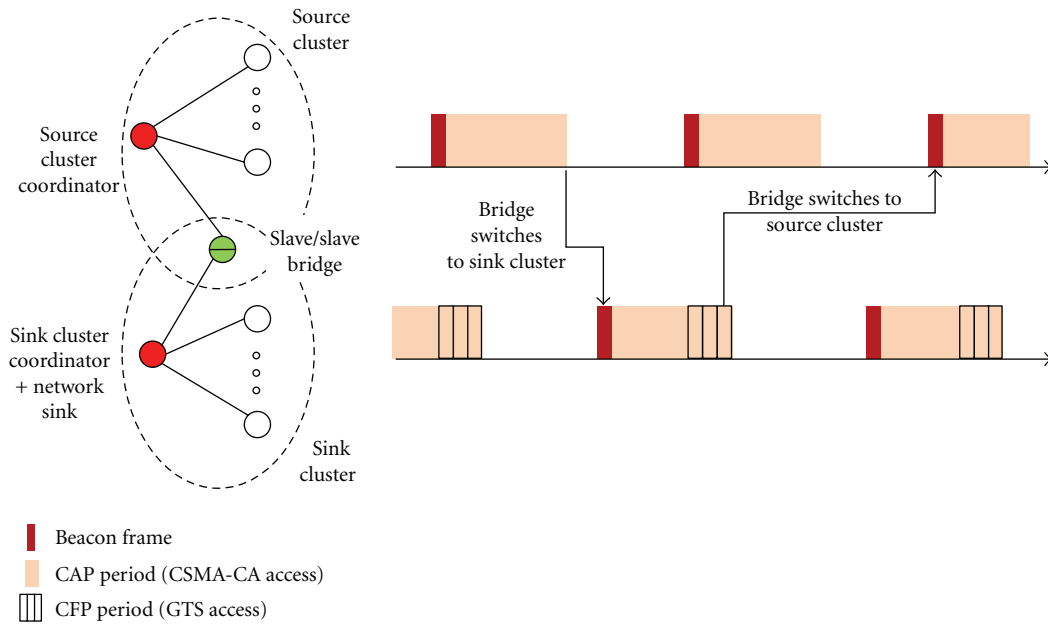 Source
cluster
Source
cluster
coordinator
Slave/slave
bridge
Sink cluster
coordinator
+ network
sink
Sink
cluster
Bridge
switches
to sink cluster
Bridge switches to
source cluster
Beacon frame
CAP period (CSMA-CA access)
CFP period (GTS access)